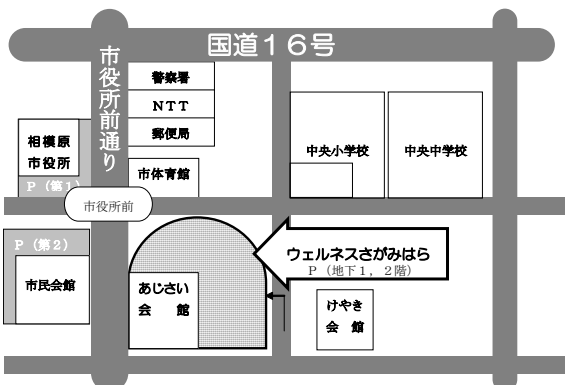 国道１６号
市役所前通り
警察署
ＮＴＴ
郵便局
市体育館
相模原
市役所
Ｐ（第１）
市役所前
中央小学校
中央中学校
Ｐ（第２）
市民会館
あじさい
会　館
ウェルネスさがみはら
Ｐ（地下１，２階）
けやき
会　館